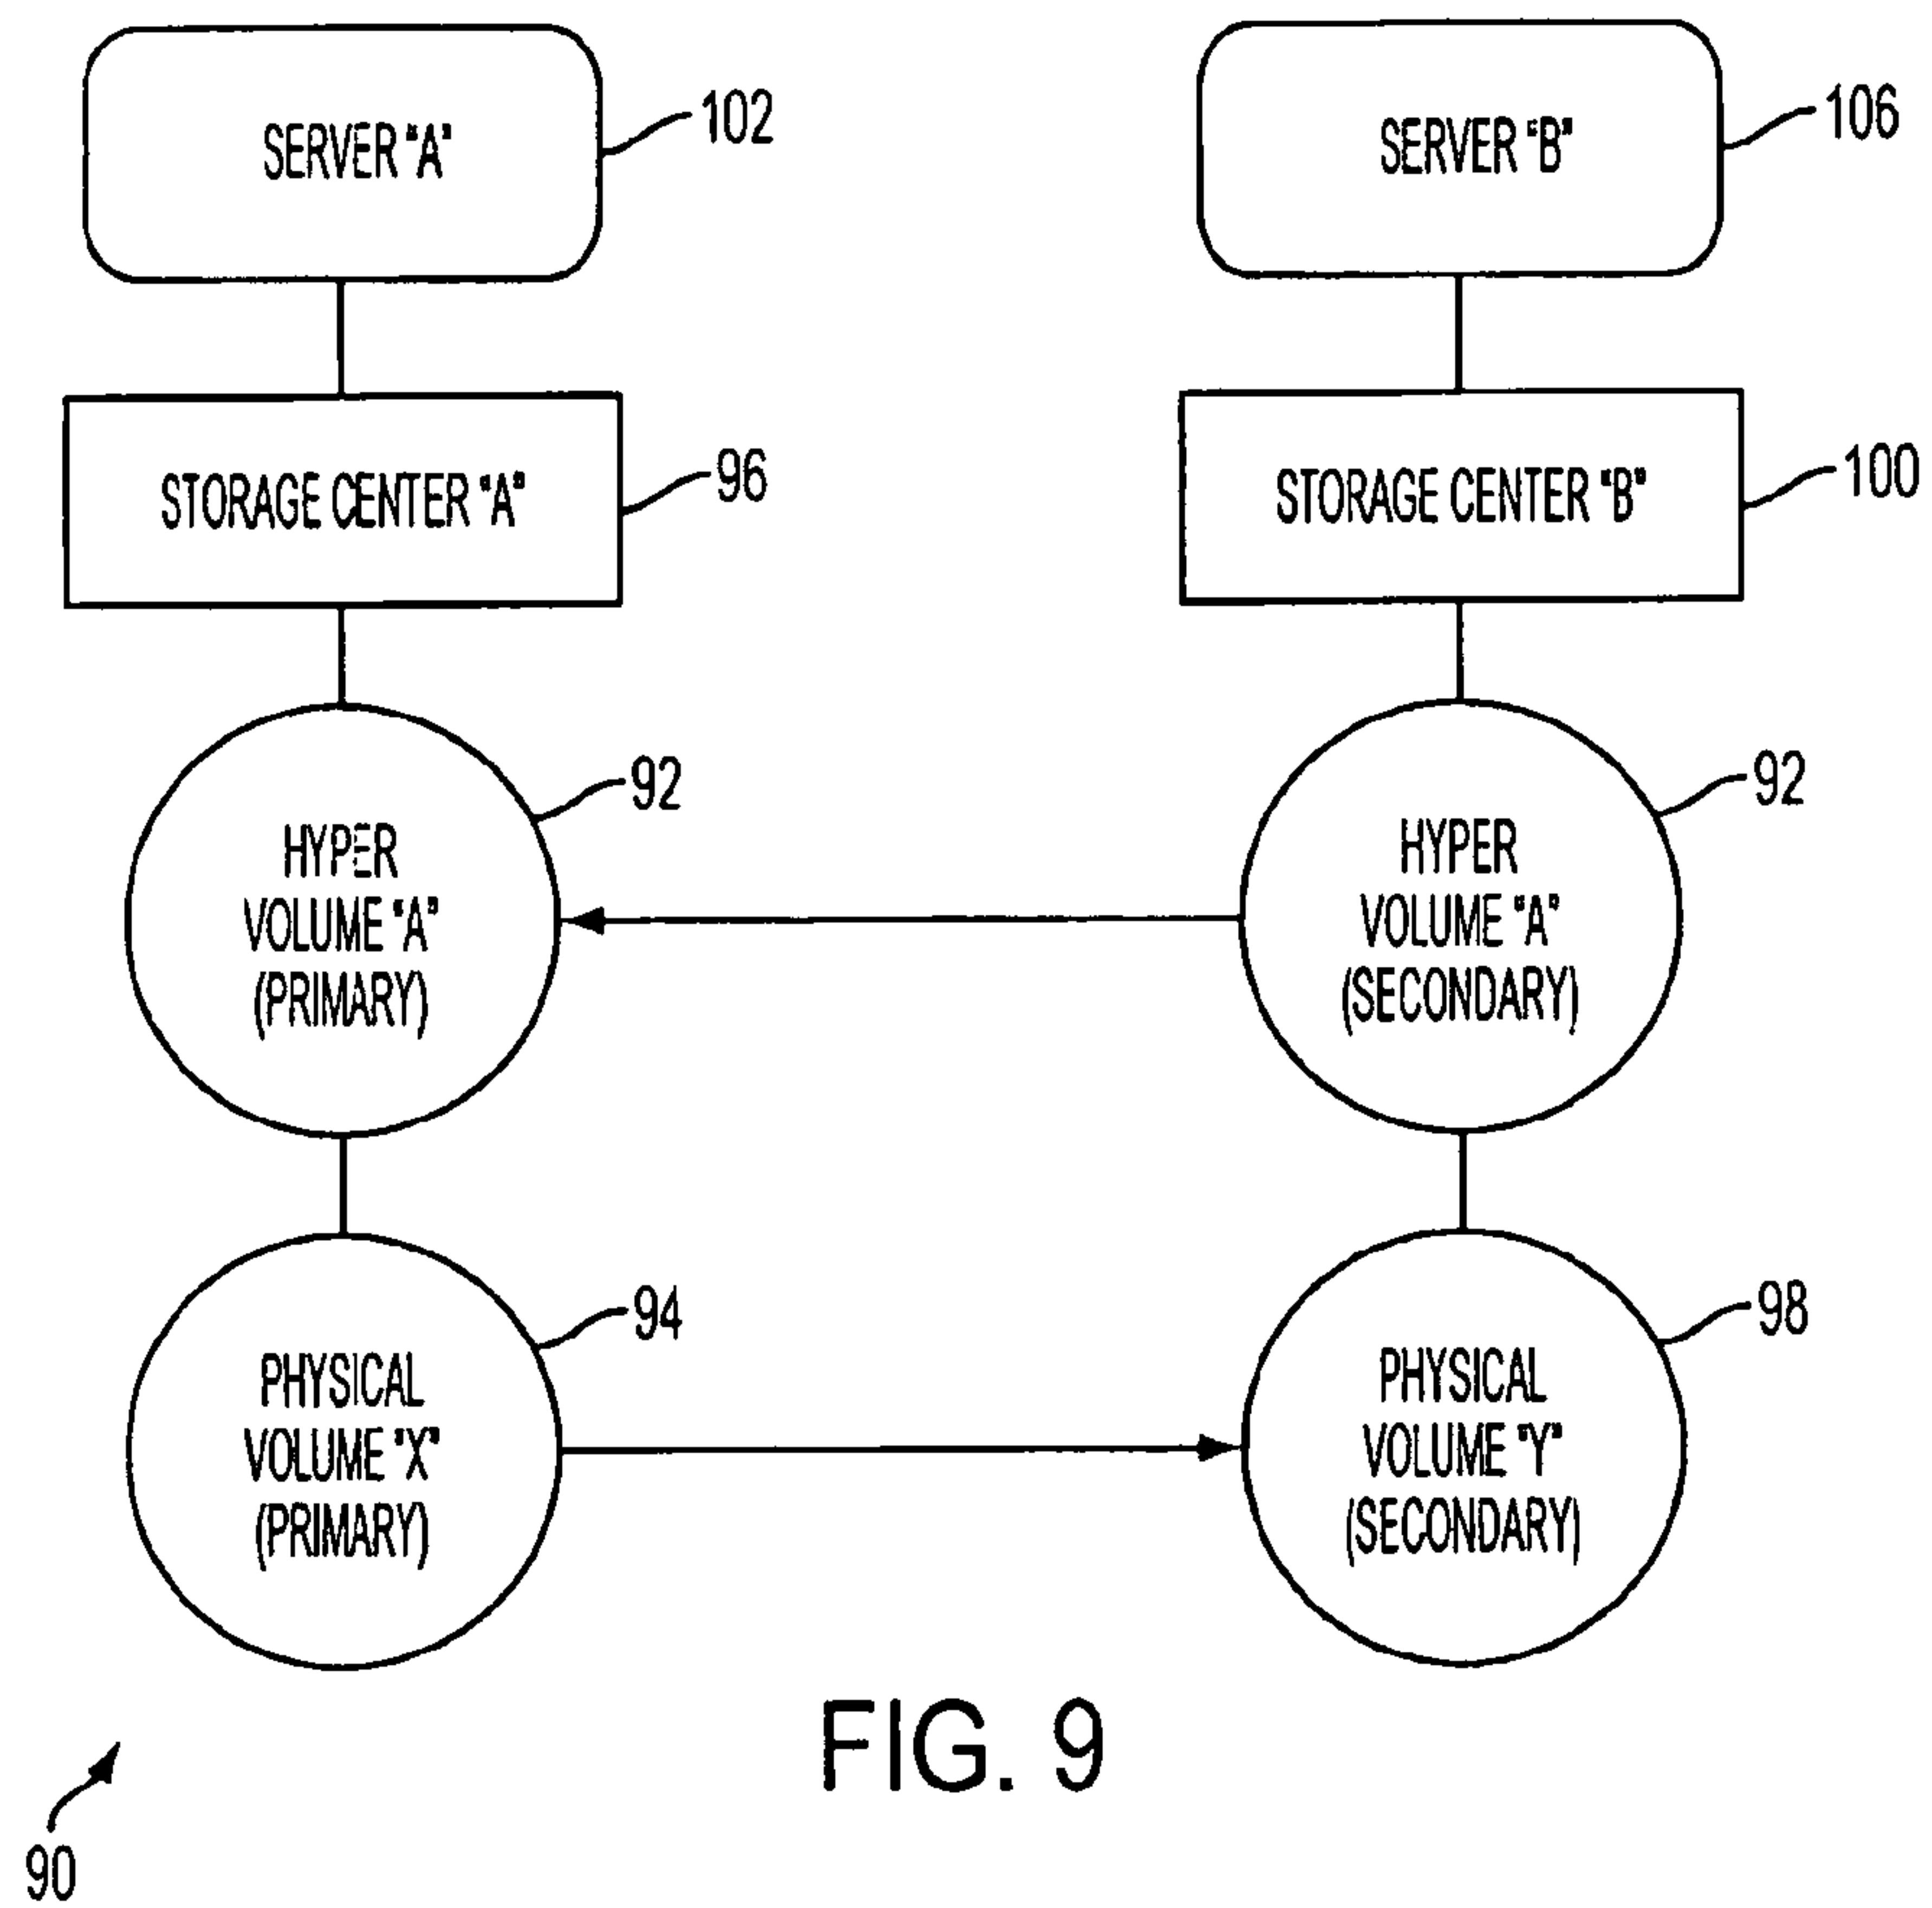 SERVER "A"
102
SERVER "B"
106
STORAGE CENTER "A"
96
STORAGE CENTER "B"
100
HYPER
VOLUME "A"
(PRIMARY)
92
HYPER
VOLUME "A"
(SECONDARY)
92
PHYSICAL
VOLUME "X"
(PRIMARY)
94
PHYSICAL
VOLUME "Y"
(SECONDARY)
98
FIG. 9
90